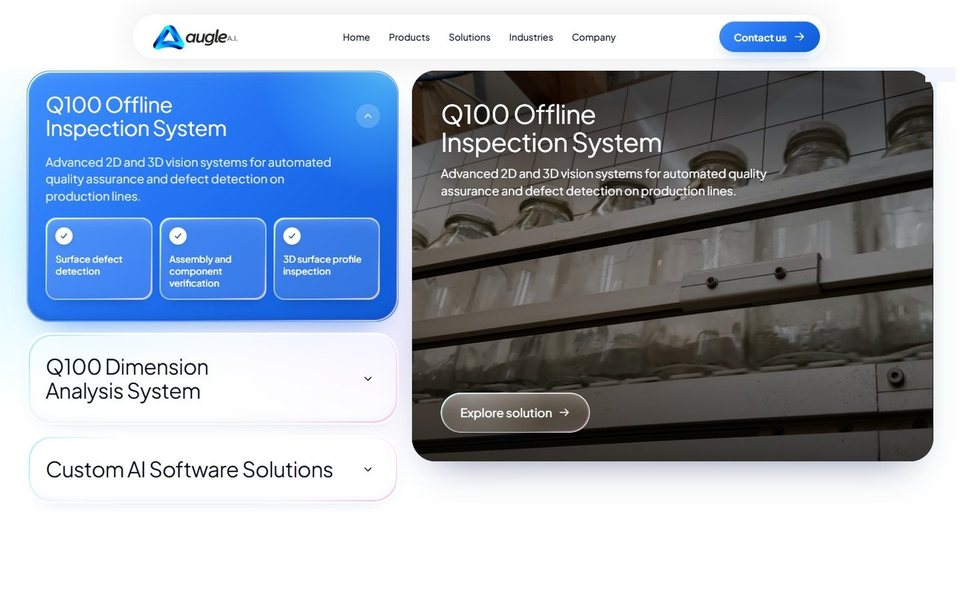 augle A.I.
Home
Products
Solutions
Industries
Company
Contact us
Q100 Offline
Inspection System
Advanced 2D and 3D vision systems for automated
quality assurance and defect detection on
production lines.
Surface defect
detection
Assembly and
component
verification
3D surface profile
inspection
Q100 Dimension
Analysis System
Custom AI Software Solutions
Q100 Offline
Inspection System
Advanced 2D and 3D vision systems for automated quality
assurance and defect detection on production lines.
Explore solution